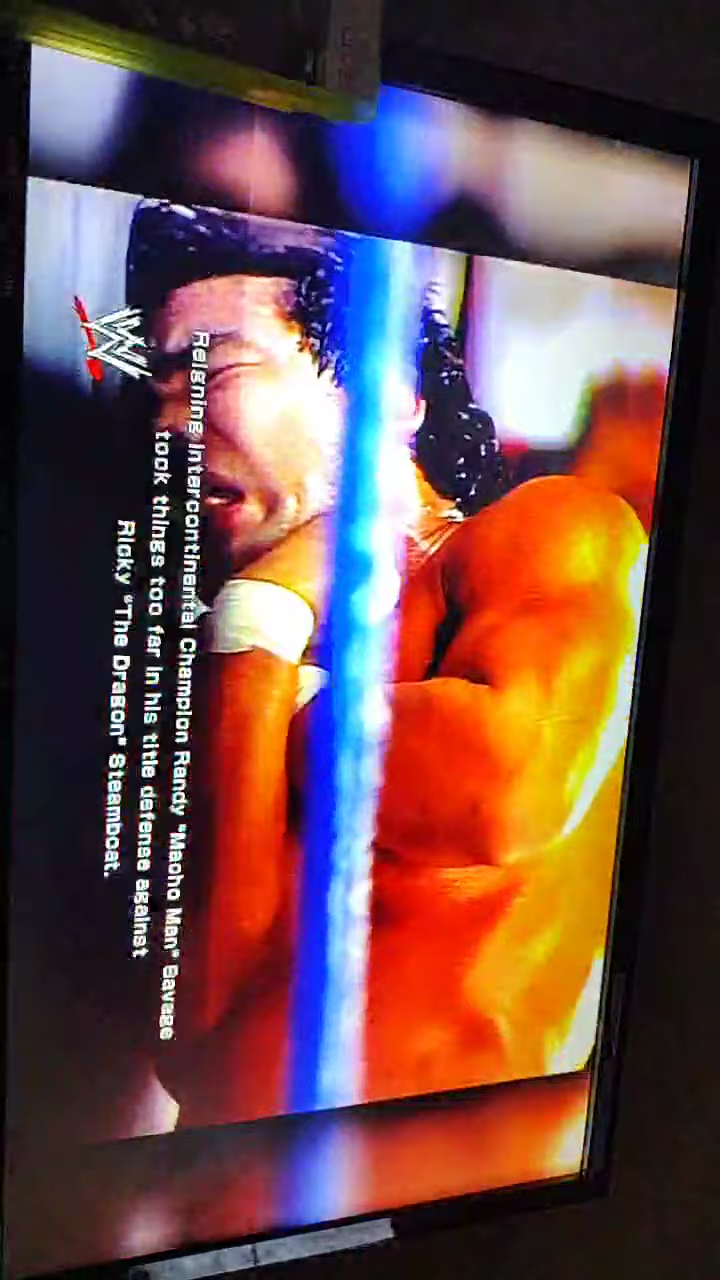 Reigning Intercontinental Champion Randy "Macho Man" Savage
took things too far in his title defense against
Ricky "The Dragon" Steamboat.